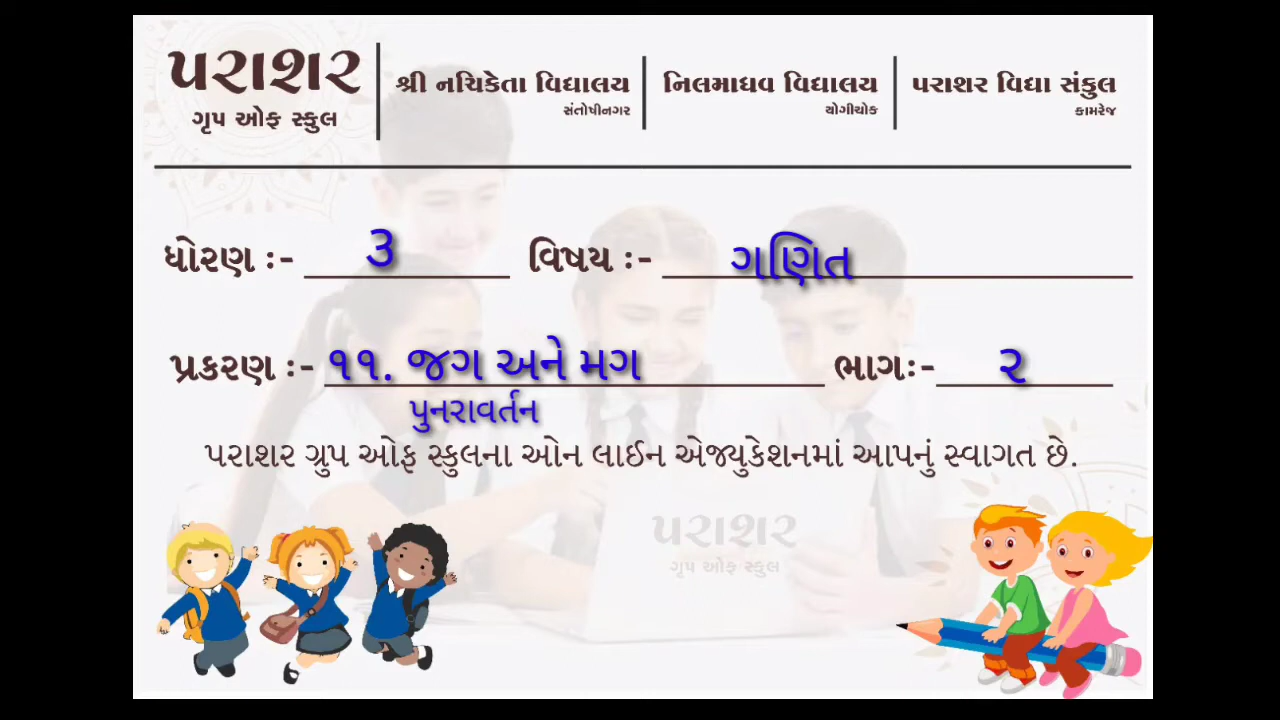 પરાશર
ગૃપ ઓફ સ્કુલ
શ્રી નચિકેતા વિદ્યાલય
સંતોષીનગર
નિલમાધવ વિદ્યાલય
યોગીચોક
પરાશર વિદ્યા સંકુલ
કામરેજ
ધોરણ :- ૩ વિષય :- ગણિત
પ્રકરણ :- ૧૧. જગ અને મગ ભાગ:- ૨
પુનરાવર્તન
પરાશર ગ્રુપ ઓફ સ્કુલના ઓન લાઈન એજ્યુકેશનમાં આપનું સ્વાગત છે.
પરાશર
ગૃપ ઓફ સ્કુલ